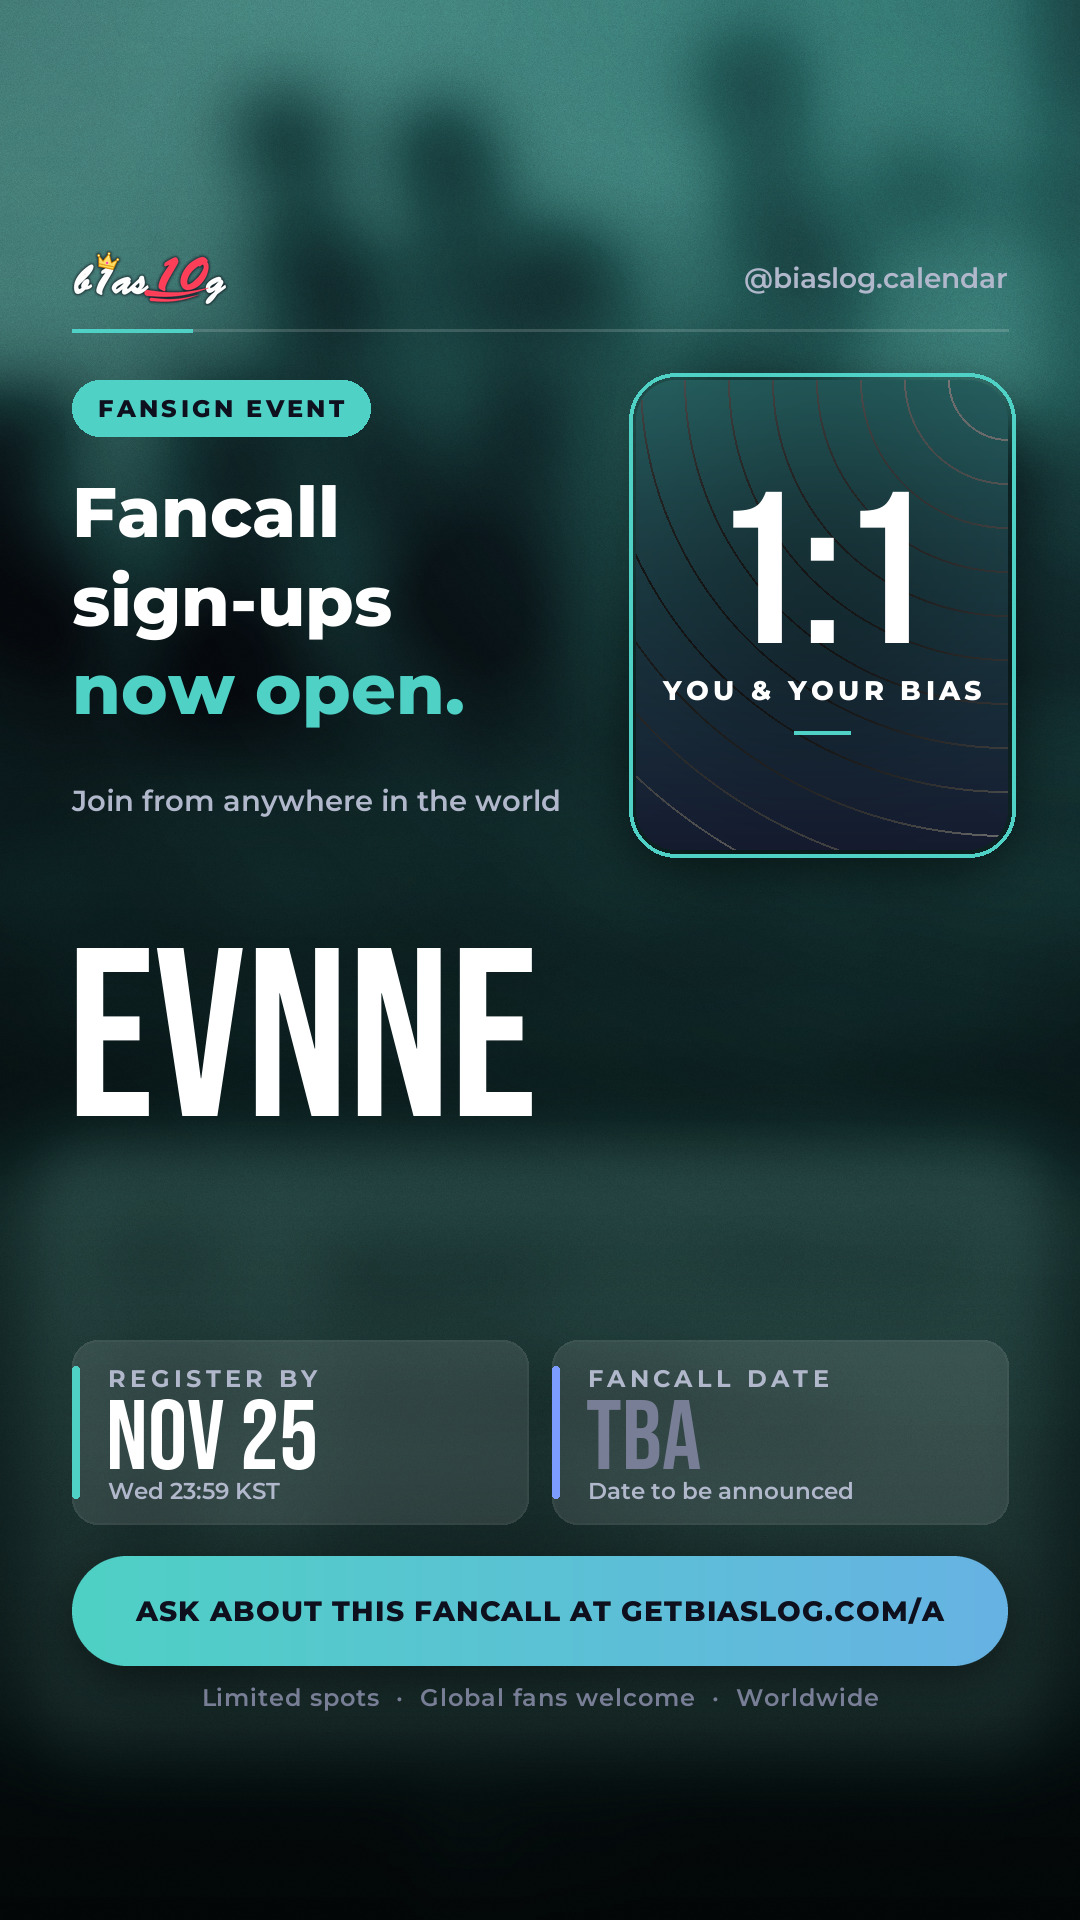 b1as10g
@biaslog.calendar
FANSIGN EVENT
Fancall
sign-ups
now open.
Join from anywhere in the world
1:1
YOU & YOUR BIAS
EVNNE
REGISTER BY
NOV 25
Wed 23:59 KST
FANCALL DATE
TBA
Date to be announced
ASK ABOUT THIS FANCALL AT GETBIASLOG.COM/A
Limited spots · Global fans welcome · Worldwide